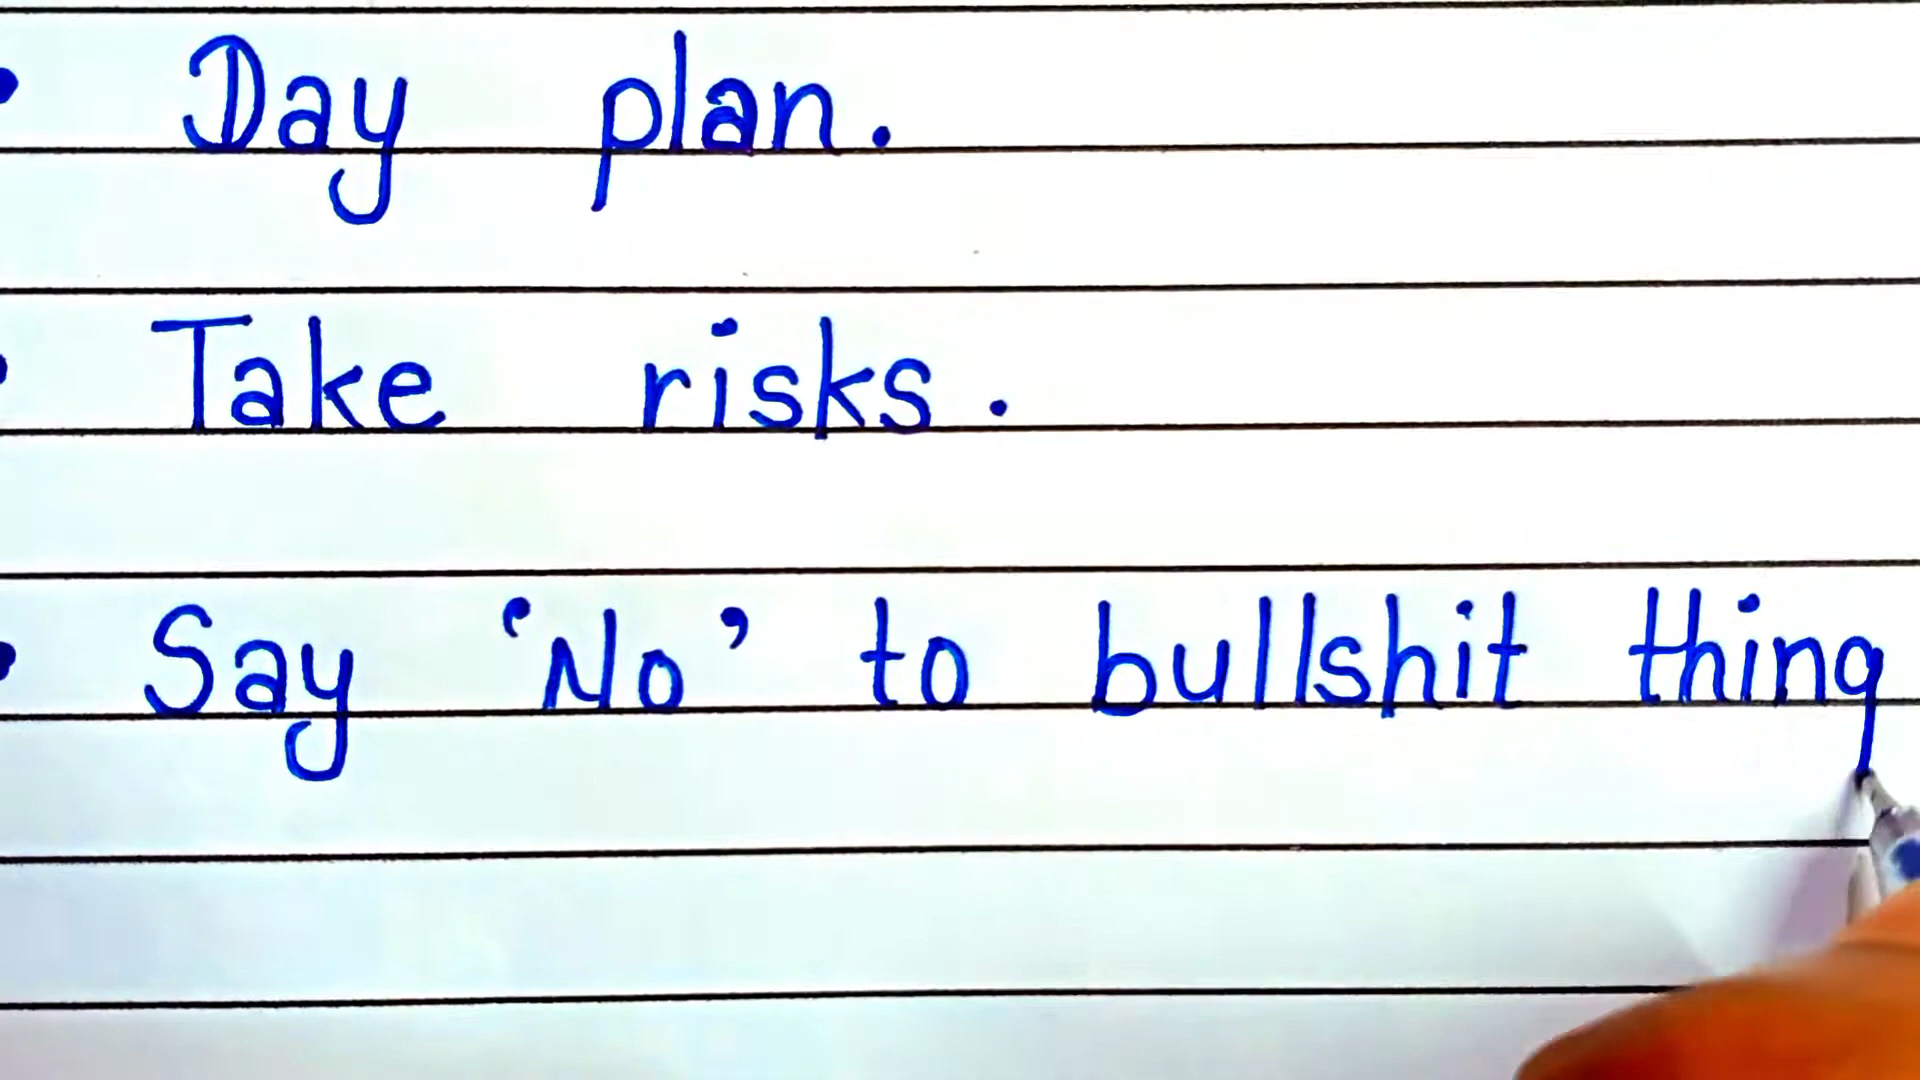 • Day plan.
• Take risks.
• Say ‘No’ to bullshit thing